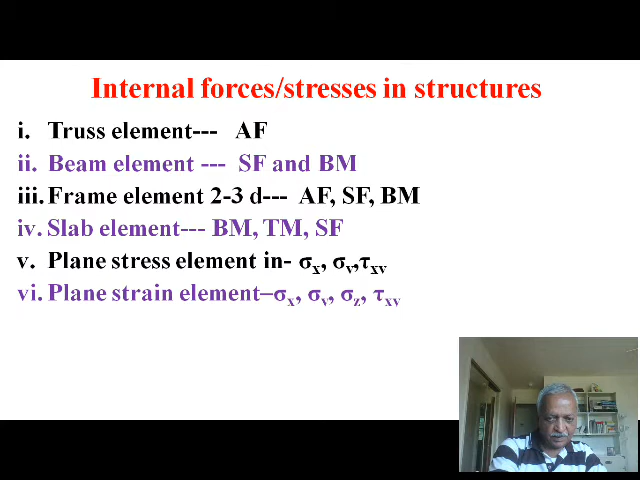 Internal forces/stresses in structures
i. Truss element--- AF
ii. Beam element --- SF and BM
iii. Frame element 2-3 d--- AF, SF, BM
iv. Slab element--- BM, TM, SF
v. Plane stress element in- σx, σy,τxy
vi. Plane strain element–σx, σy, σz, τxy